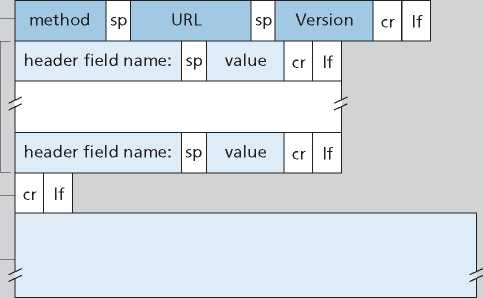 method sp URL sp Version cr lf
header field name: sp value cr lf
header field name: sp value cr lf
cr lf